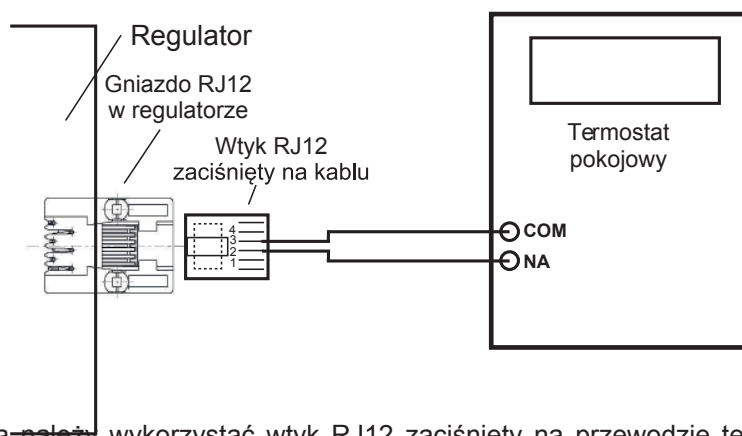 Regulator
Gniazdo RJ12
w regulatorze
Wtyk RJ12
zaciśnięty na kablu
Termostat
pokojowy
4
3
2
1
COM
NA
należy wykorzystać wtyk RJ12 zaciśnięty na przewodzie